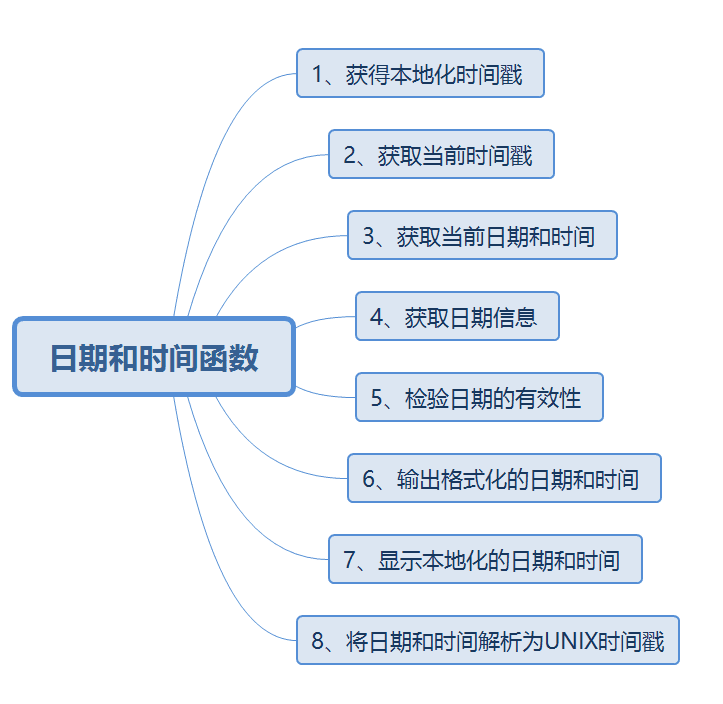 1、获得本地化时间戳
2、获取当前时间戳
3、获取当前日期和时间
4、获取日期信息
日期和时间函数
5、检验日期的有效性
6、输出格式化的日期和时间
7、显示本地化的日期和时间
8、将日期和时间解析为UNIX时间戳